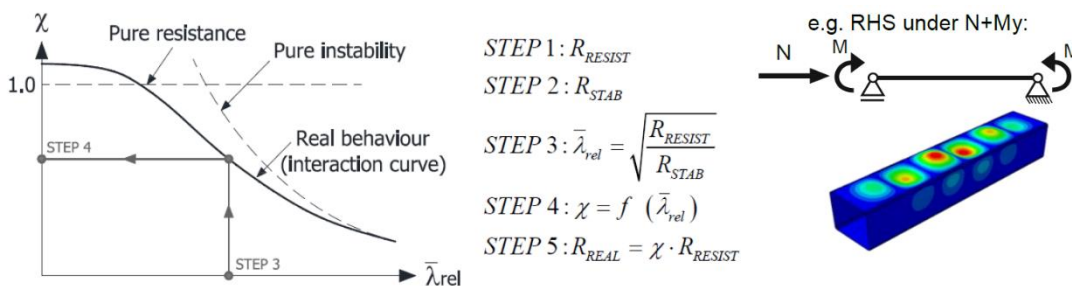 χ
Pure resistance
Pure instability
1.0
STEP 4
Real behaviour
(interaction curve)
STEP 3
λ̄rel
STEP 1: R_RESIST
STEP 2: R_STAB
STEP 3: λ̄_rel = √(R_RESIST / R_STAB)
STEP 4: χ = f (λ̄_rel)
STEP 5: R_REAL = χ · R_RESIST
e.g. RHS under N+My:
N M M